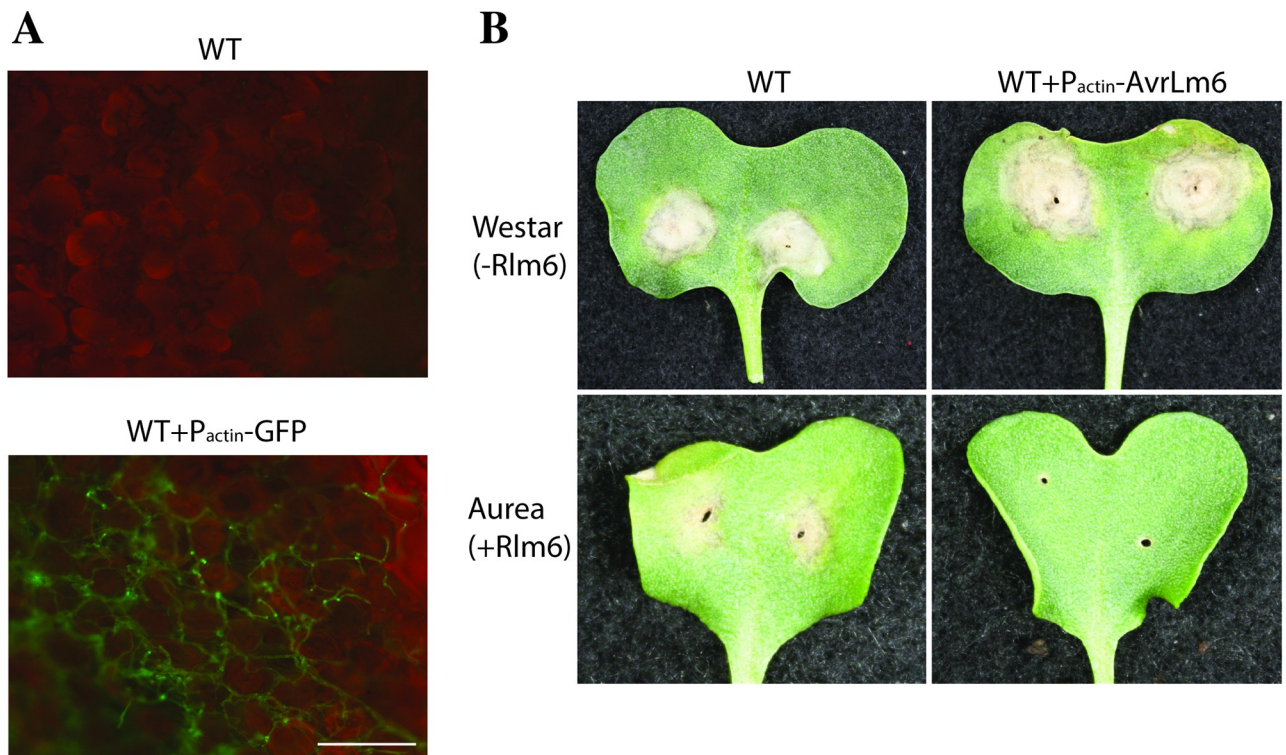 A
WT
WT+Pactin-GFP
B
WT
WT+Pactin-AvrLm6
Westar
(-Rlm6)
Aurea
(+Rlm6)